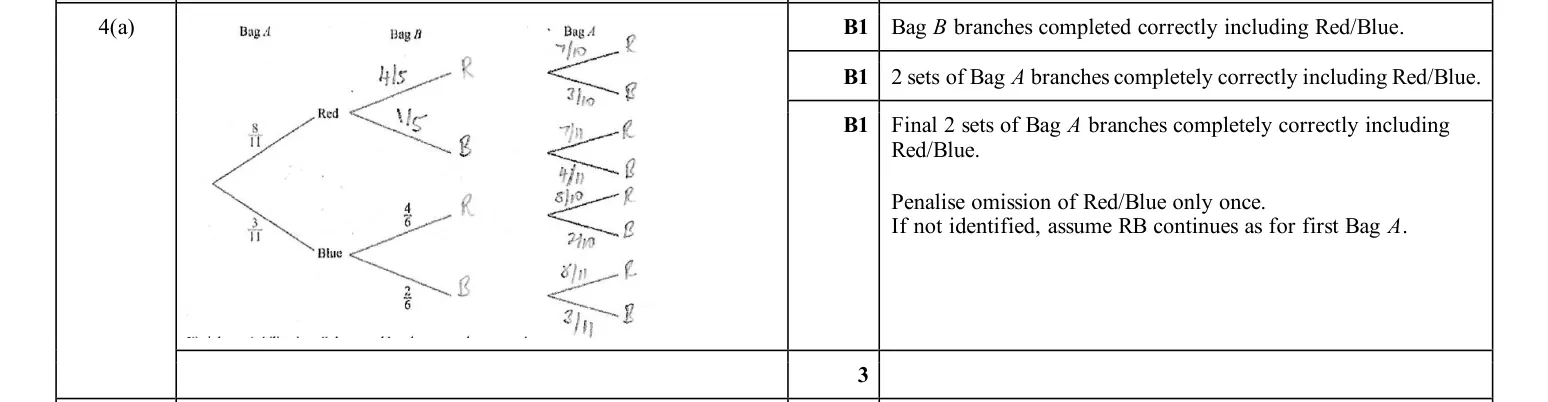 4(a)
Bag A
Bag B
Bag A
8/11
Red
3/11
Blue
4/5
R
1/5
B
4/6
R
2/6
B
7/10
R
3/10
B
7/11
R
4/11
B
8/10
R
2/10
B
8/11
R
3/11
B
B1
Bag B branches completed correctly including Red/Blue.
B1
2 sets of Bag A branches completely correctly including Red/Blue.
B1
Final 2 sets of Bag A branches completely correctly including
Red/Blue.
Penalise omission of Red/Blue only once.
If not identified, assume RB continues as for first Bag A.
3